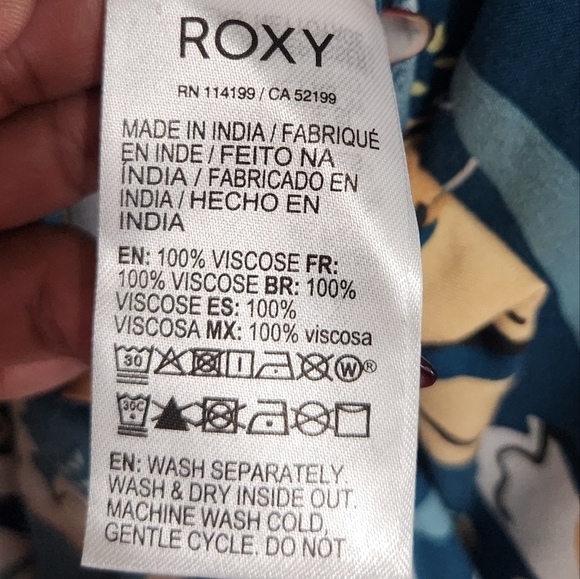 ROXY
RN 114199 / CA 52199
MADE IN INDIA / FABRIQUÉ
EN INDE / FEITO NA
ÍNDIA / FABRICADO EN
INDIA / HECHO EN
INDIA
EN: 100% VISCOSE FR:
100% VISCOSE BR: 100%
VISCOSE ES: 100%
VISCOSA MX: 100% viscosa
30 W®
30C
EN: WASH SEPARATELY.
WASH & DRY INSIDE OUT.
MACHINE WASH COLD,
GENTLE CYCLE. DO NOT